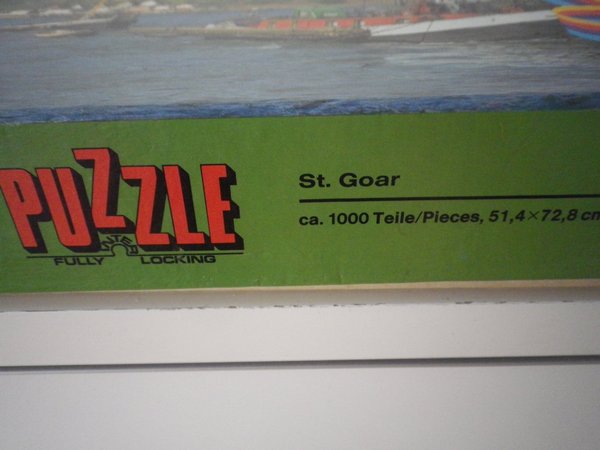 PUZZLE
FULLY LOCKING
St. Goar
ca. 1000 Teile/Pieces, 51,4×72,8 cm